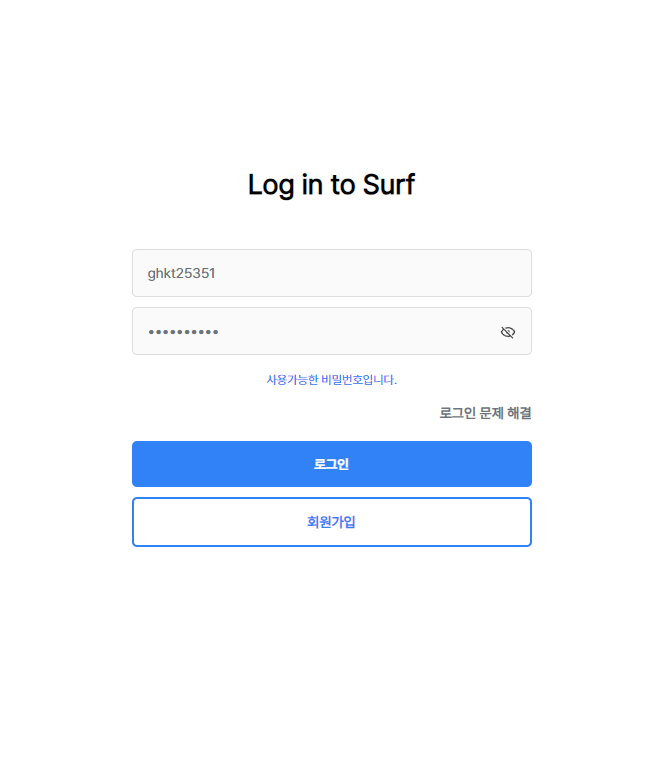 Log in to Surf
ghkt25351
••••••••••
사용가능한 비밀번호입니다.
로그인 문제 해결
로그인
회원가입